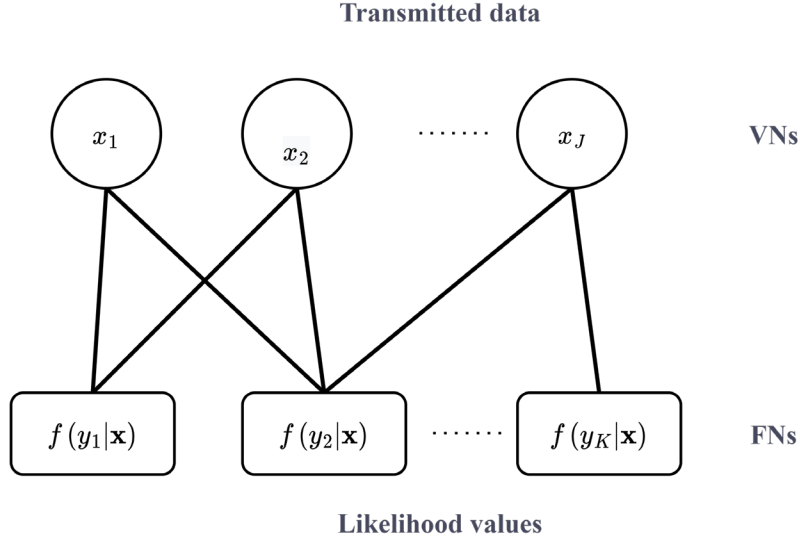 Transmitted data
x_1 x_2 ....... x_J VNs
f (y_1|x) f (y_2|x) ....... f (y_K|x) FNs
Likelihood values